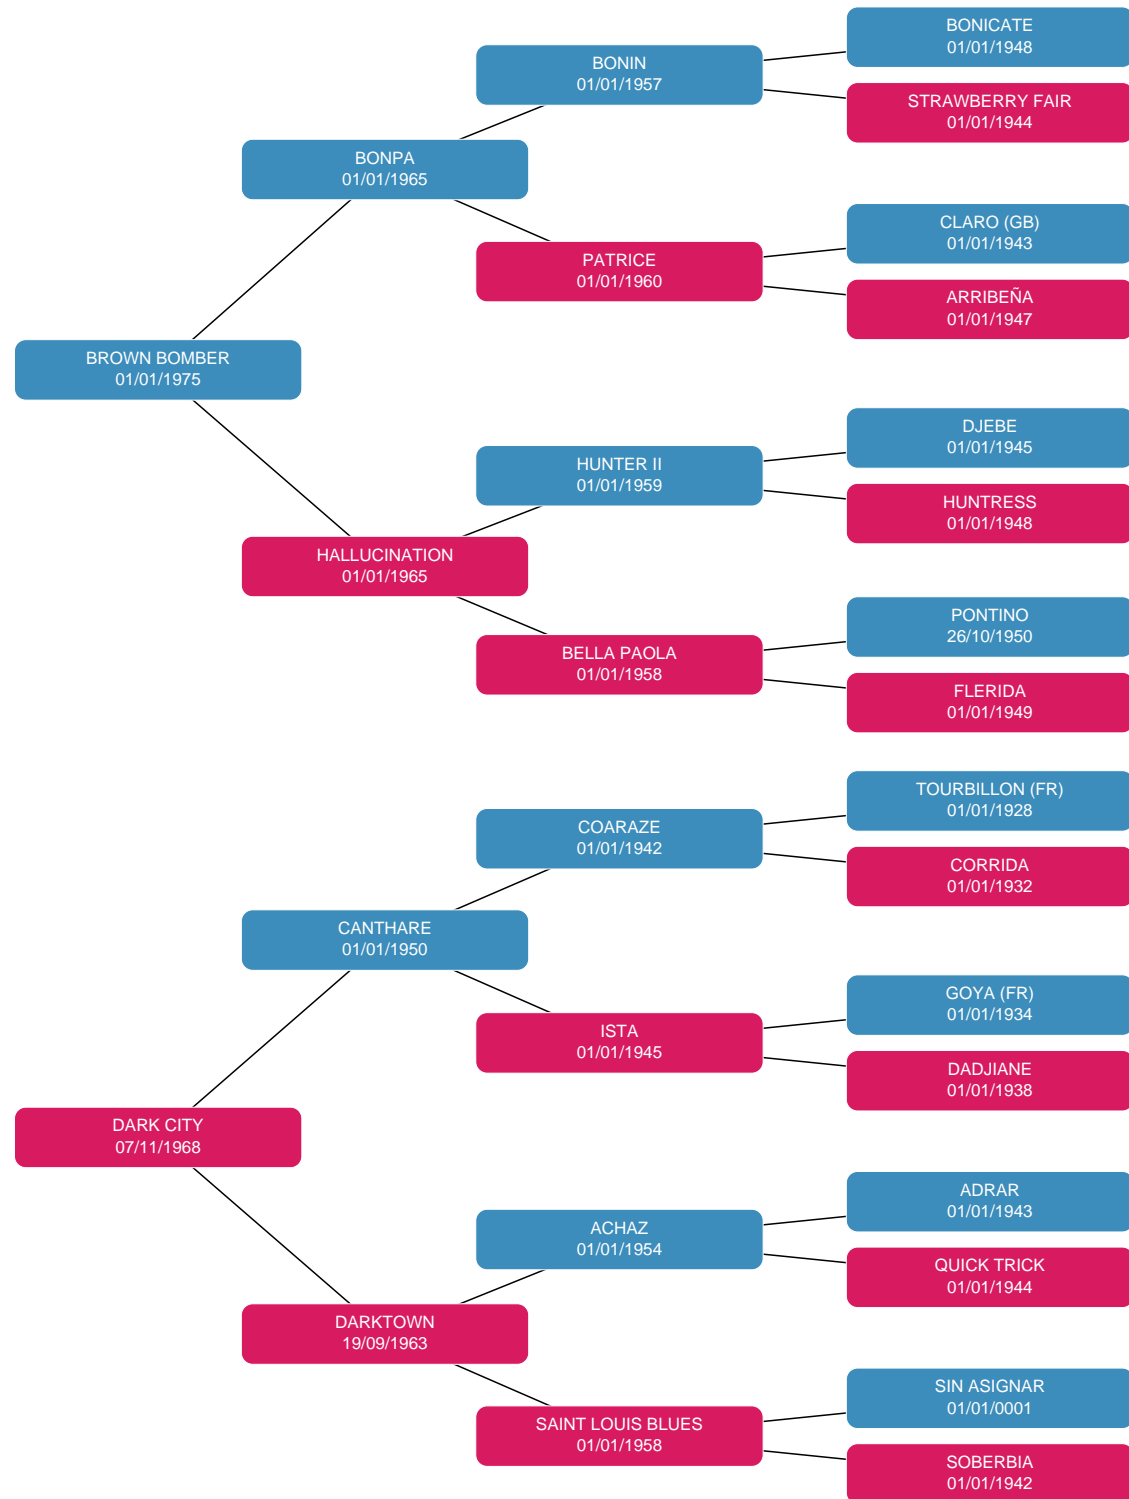 BONICATE
01/01/1948
BONIN
01/01/1957
STRAWBERRY FAIR
01/01/1944
BONPA
01/01/1965
CLARO (GB)
01/01/1943
PATRICE
01/01/1960
ARRIBEÑA
01/01/1947
BROWN BOMBER
01/01/1975
DJEBE
01/01/1945
HUNTER II
01/01/1959
HUNTRESS
01/01/1948
HALLUCINATION
01/01/1965
PONTINO
26/10/1950
BELLA PAOLA
01/01/1958
FLERIDA
01/01/1949
TOURBILLON (FR)
01/01/1928
COARAZE
01/01/1942
CORRIDA
01/01/1932
CANTHARE
01/01/1950
GOYA (FR)
01/01/1934
ISTA
01/01/1945
DADJIANE
01/01/1938
DARK CITY
07/11/1968
ADRAR
01/01/1943
ACHAZ
01/01/1954
QUICK TRICK
01/01/1944
DARKTOWN
19/09/1963
SIN ASIGNAR
01/01/0001
SAINT LOUIS BLUES
01/01/1958
SOBERBIA
01/01/1942